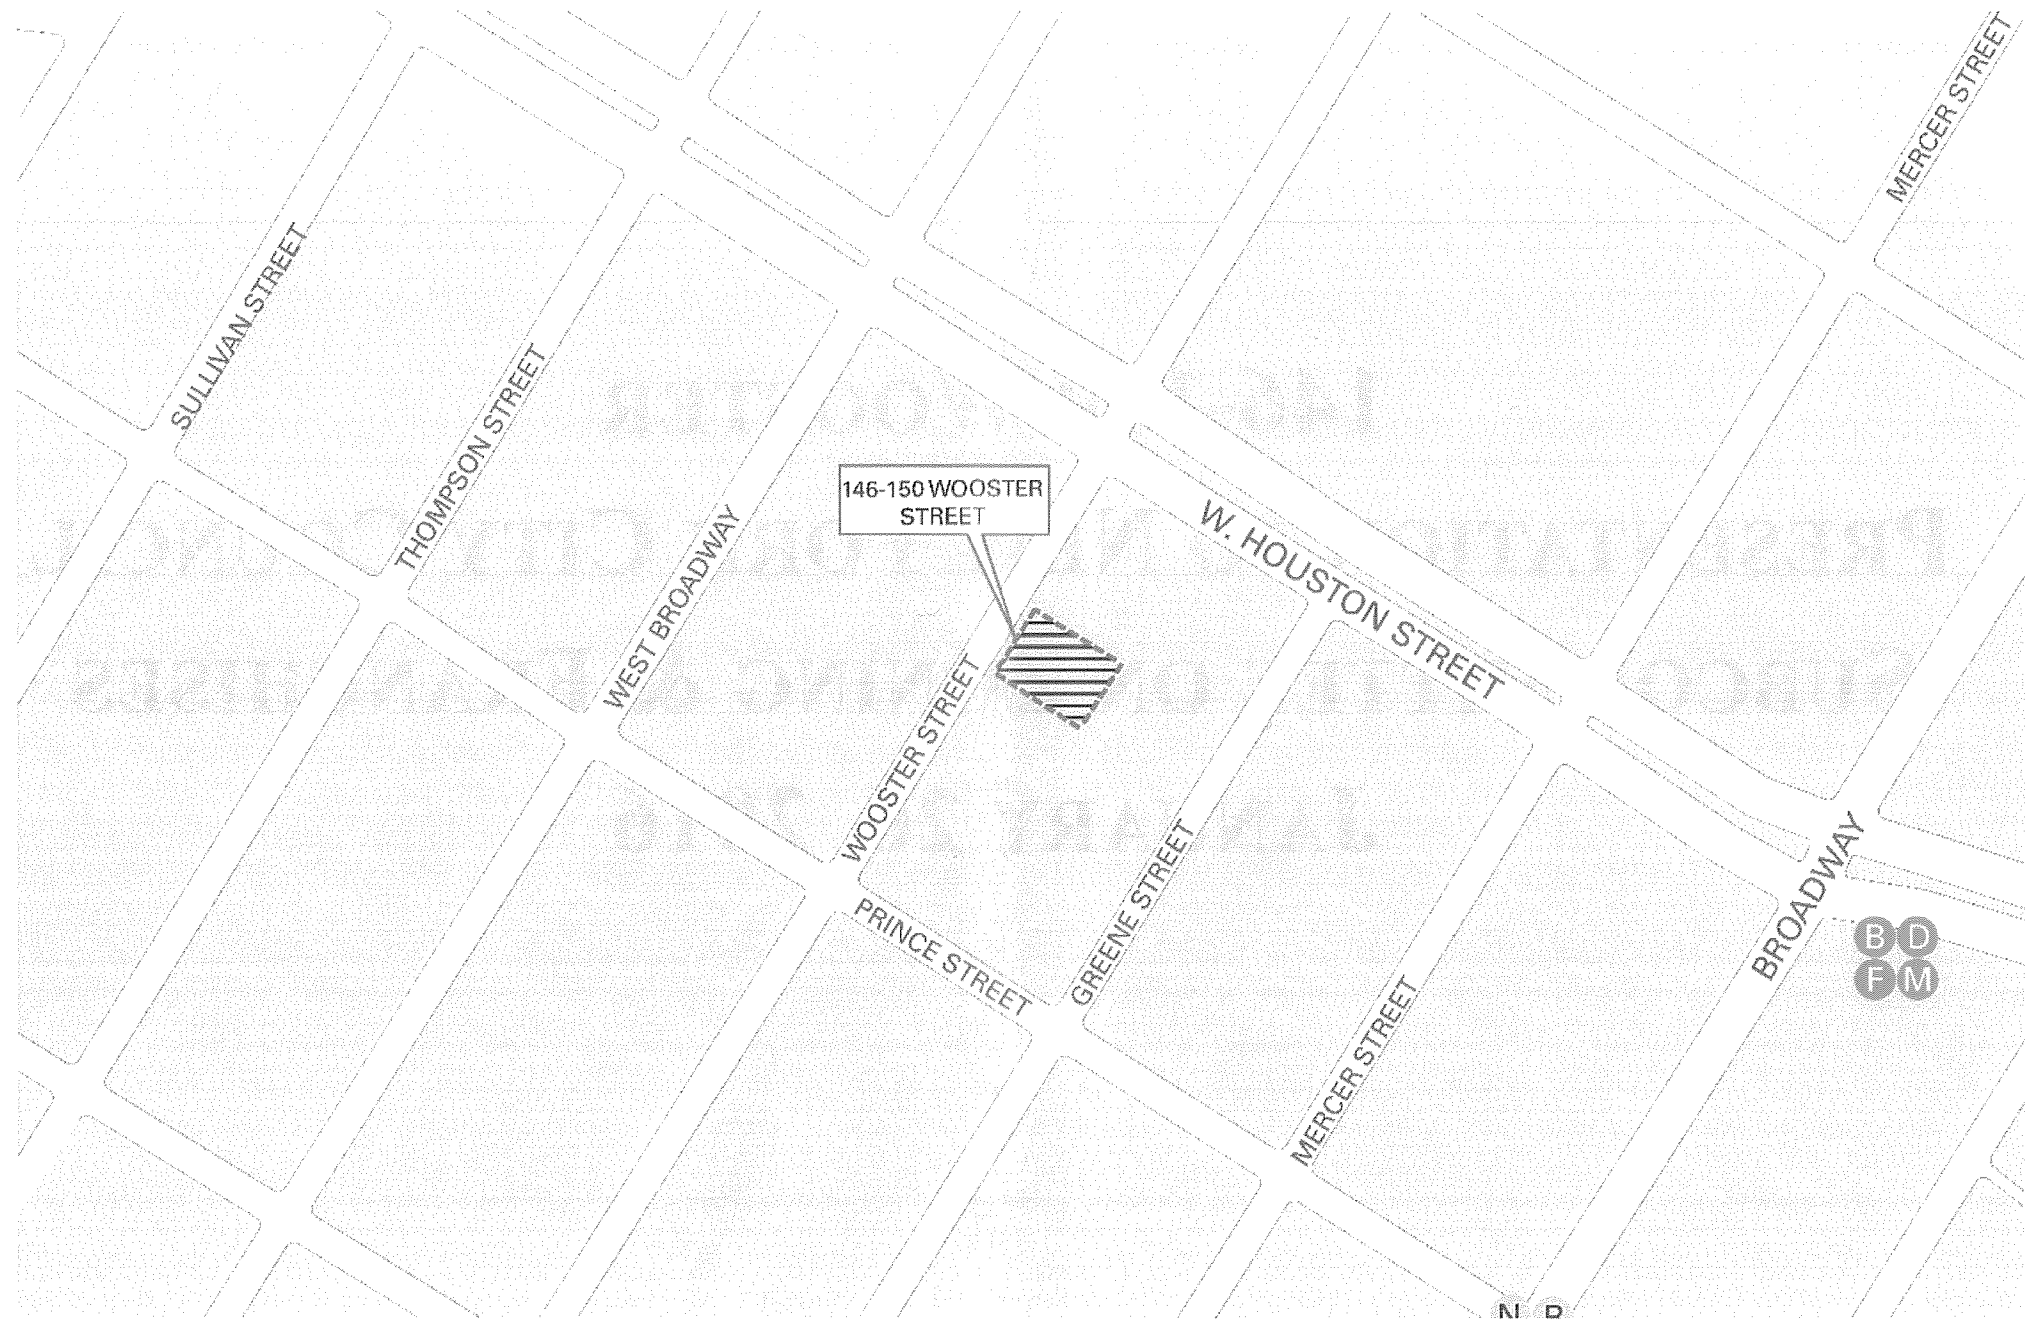 MERCER STREET
SULLIVAN STREET
THOMPSON STREET
146-150 WOOSTER
STREET
WEST BROADWAY
W. HOUSTON STREET
WOOSTER STREET
PRINCE STREET
GREENE STREET
BROADWAY
B D
F M
MERCER STREET
N R